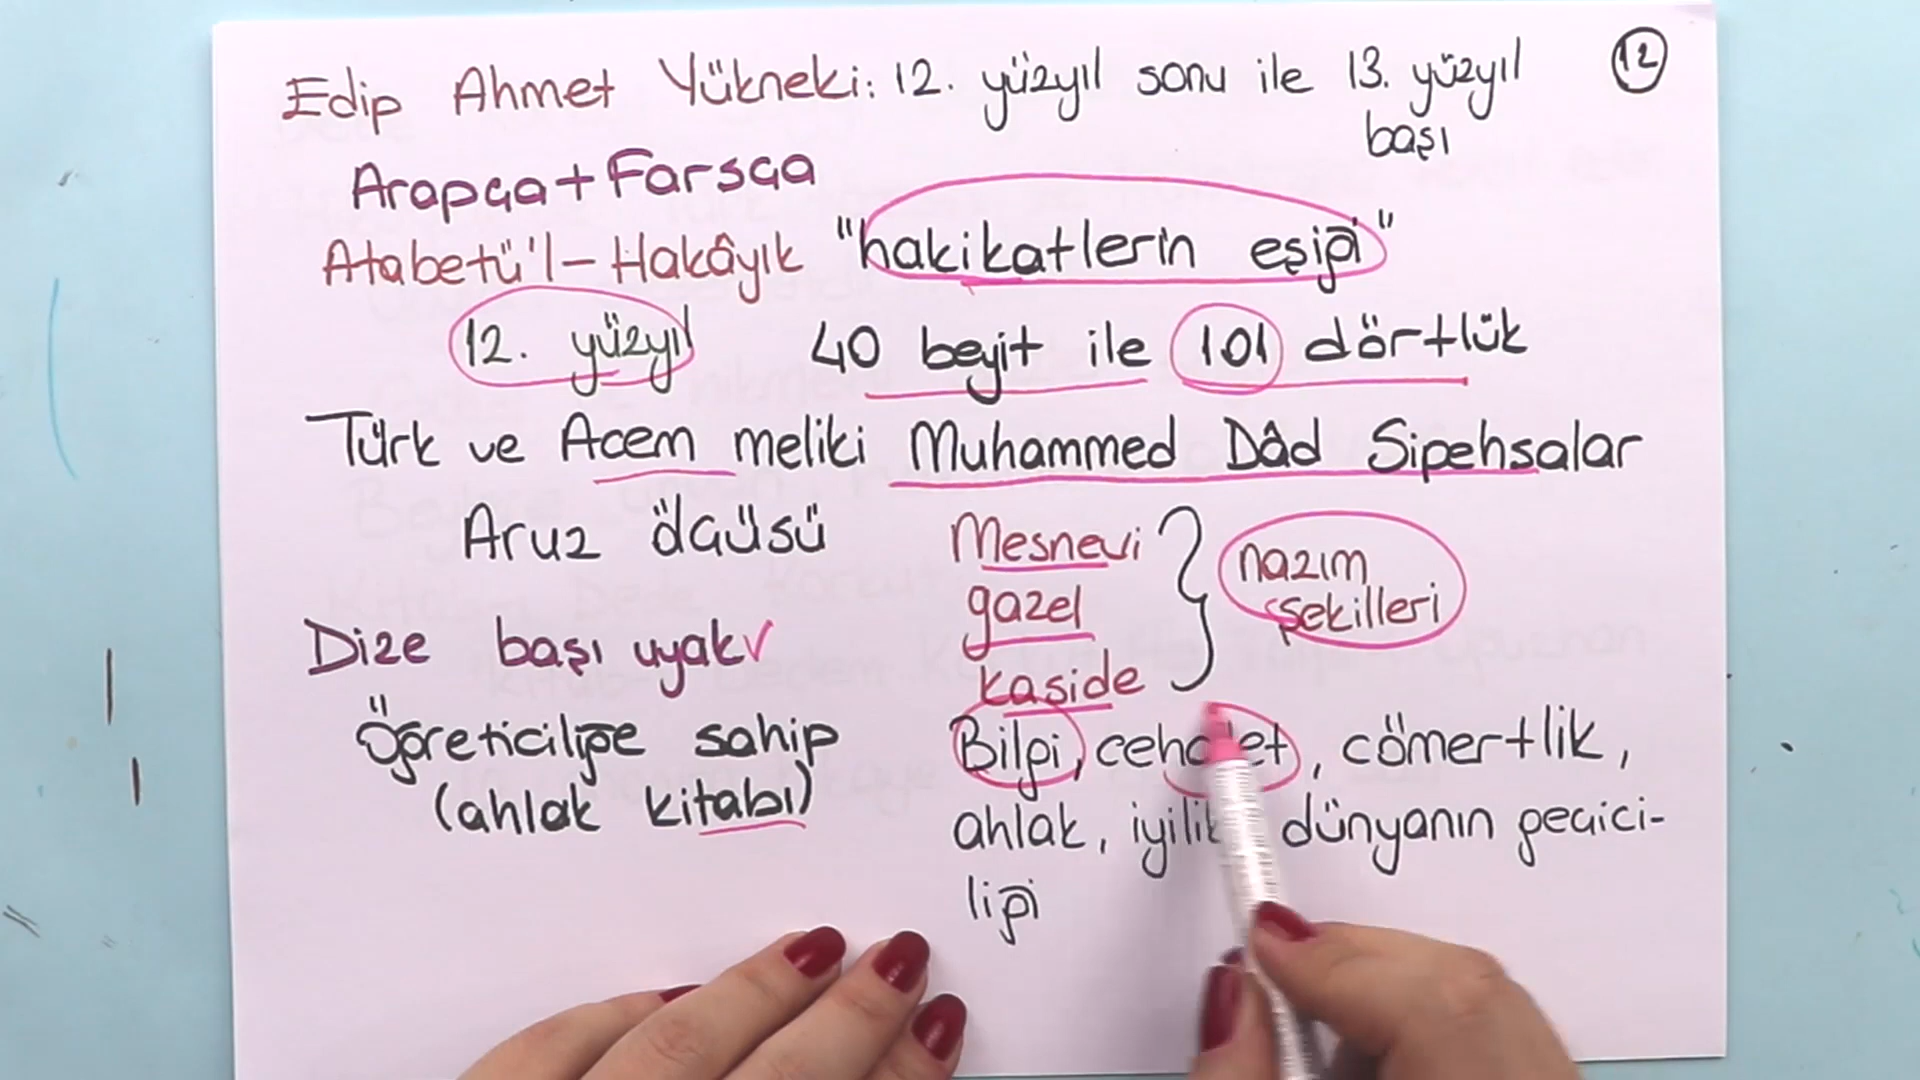 Edip Ahmet Yükneki: 12. yüzyıl sonu ile 13. yüzyıl başı
12
Arapça + Farsça
Atabetü'l-Hakâyık "hakikatlerin eşiği"
12. yüzyıl 40 beyit ile 101 dörtlük
Türk ve Acem meliki Muhammed Dâd Sipehsalar
Aruz ölçüsü
Mesnevi
gazel
kaside
nazım
şekilleri
Dize başı uyak
Öğreticiliğe sahip
(ahlak kitabı)
Bilgi, cehalet, cömertlik,
ahlak, iyilik dünyanın geçici-
liği